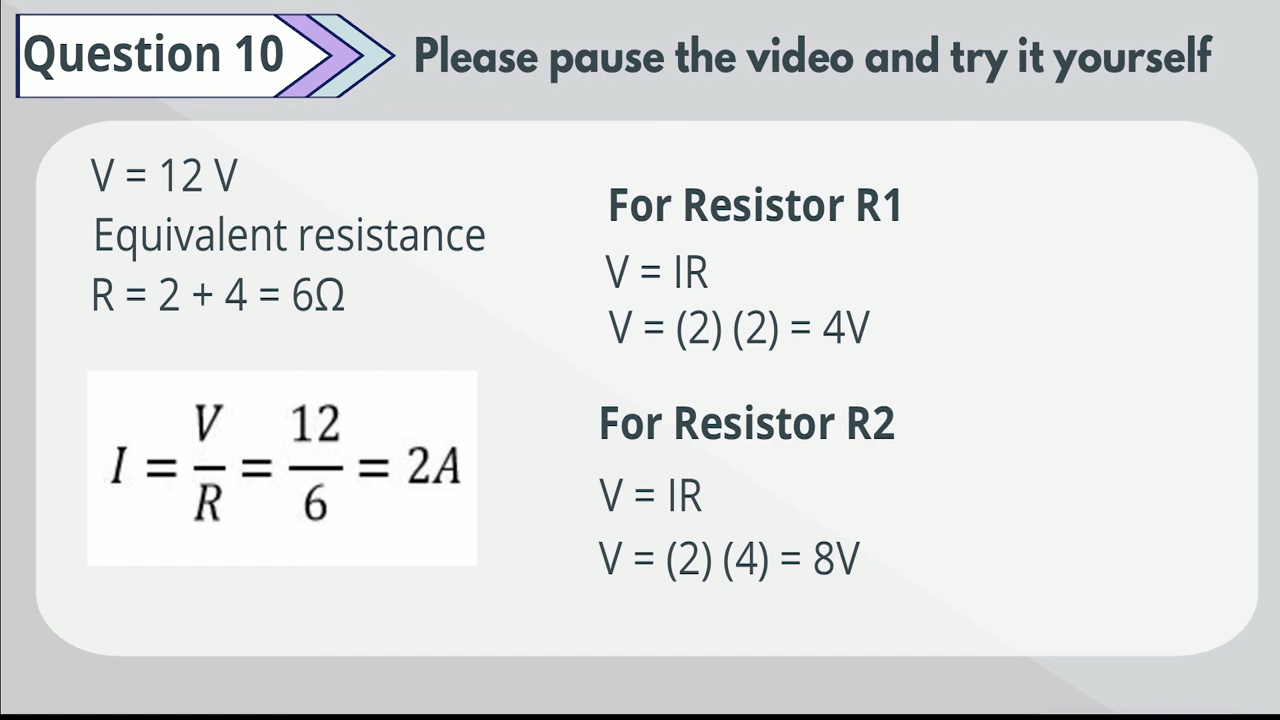 Question 10
Please pause the video and try it yourself
V = 12 V
Equivalent resistance
R = 2 + 4 = 6Ω
I = V/R = 12/6 = 2A
For Resistor R1
V = IR
V = (2) (2) = 4V
For Resistor R2
V = IR
V = (2) (4) = 8V